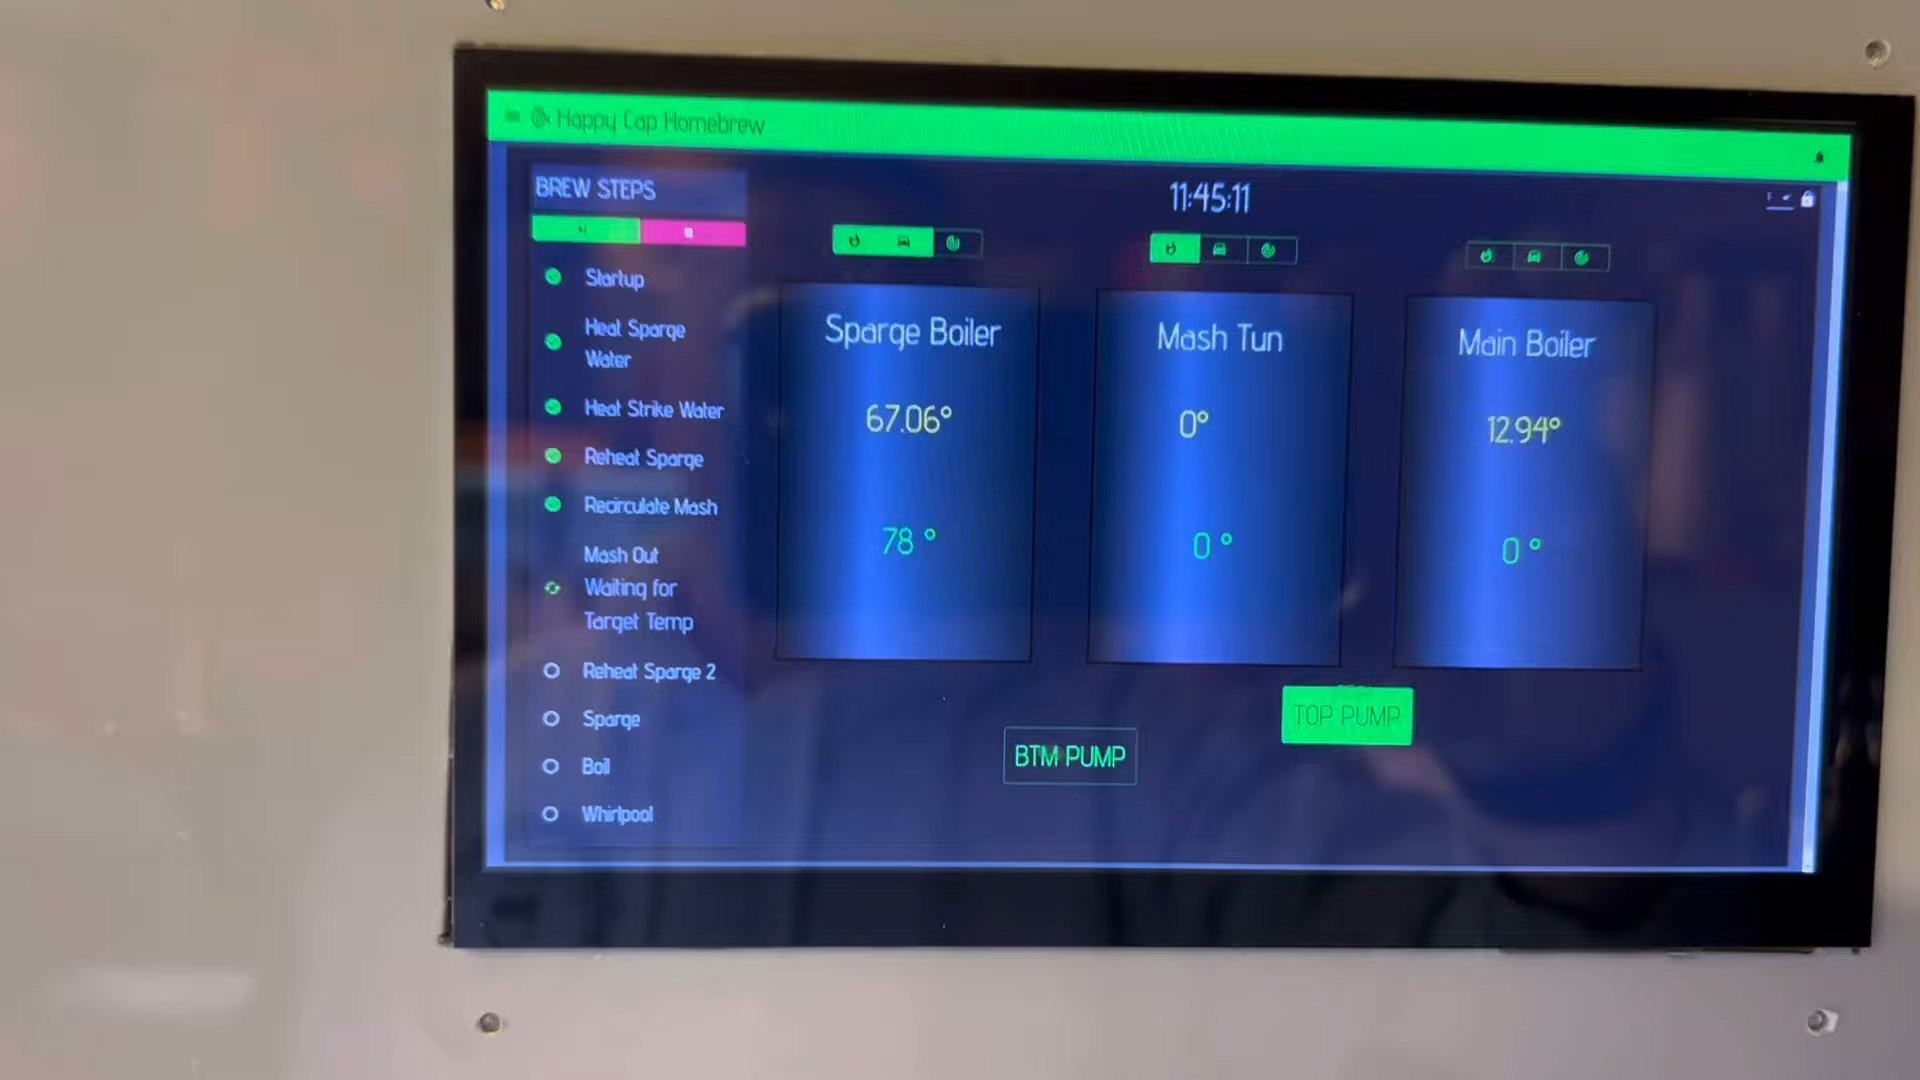 Happy Cap Homebrew
BREW STEPS
11:45:11
Startup
Heat Sparge
Water
Heat Strike Water
Reheat Sparge
Recirculate Mash
Mash Out
Waiting for
Target Temp
Reheat Sparge 2
Sparge
Boil
Whirlpool
Sparge Boiler
67.06°
78 °
Mash Tun
0°
0 °
Main Boiler
12.94°
0 °
BTM PUMP
TOP PUMP